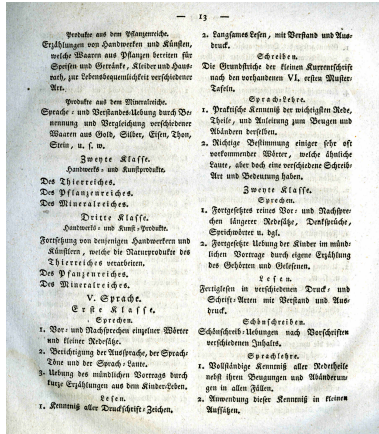 — 13 —
Produkte aus dem Pflanzenreiche.
Erzählungen von Handwerken und Künsten,
welche Waaren aus Pflanzen bereiten für
Speisen und Getränke, Kleider und Haus-
rath, zur Lebensbequemlichkeit verschiedener
Art.
Produkte aus dem Mineralreiche.
Sprache- und Verstandes-Uebung durch Be-
nennung und Vergleichung verschiedener
Waaren aus Gold, Silber, Eisen, Thon,
Stein, u. s. w.
Zweyte Klasse.
Handwerks- und Kunstprodukte.
Des Thierreiches.
Des Pflanzenreiches.
Des Mineralreiches.
Dritte Klasse.
Handwerks- und Kunst-Produkte.
Fortsetzung von denjenigen Handwerkern und
Künstlern, welche die Naturprodukte des
Thierreiches verarbeiten.
Des Pflanzenreiches.
Des Mineralreiches.
V. Sprache.
Erste Klasse.
Sprechen.
1. Vor- und Nachsprechen einzelner Wörter
und kleiner Redesätze.
2. Berichtigung der Aussprache, der Sprach-
Töne und der Sprach-Laute.
3. Uebung des mündlichen Vortrags durch
kurze Erzählungen aus dem Kinder-Leben.
Lesen.
1. Kenntniß aller Druckschrift-Zeichen.
2. Langsames Lesen, mit Verstand und Aus-
druck.
Schreiben.
Die Grundstriche der kleinen Kurrentschrift
nach den vorhandenen VI. ersten Muster-
Tafeln.
Sprach-Lehre.
1. Praktische Kenntniß der wichtigsten Rede-
Theile, und Anleitung zum Beugen und
Abändern derselben.
2. Richtige Bestimmung einiger sehr oft
vorkommender Wörter, welche ähnliche
Laute, aber doch eine verschiedene Schreib-
Art und Bedeutung haben.
Zweyte Klasse.
Sprechen.
1. Fortgesetztes reines Vor- und Nachspre-
chen längerer Redesätze, Denksprüche,
Sprichwörter u. dgl.
2. Fortgesetzte Uebung der Kinder im münd-
lichen Vortrage durch eigene Erzählung
des Gehörten und Gelesenen.
Lesen.
Fertiglesen in verschiedenen Druck- und
Schrift-Arten mit Verstand und Aus-
druck.
Schönschreiben.
Schönschreib-Uebungen nach Vorschriften
verschiedenen Inhalts.
Sprachlehre.
1. Vollständige Kenntniß aller Redetheile
nebst ihren Beugungen und Abänderun-
gen in allen Fällen.
2. Anwendung dieser Kenntniß in kleinen
Aufsätzen.